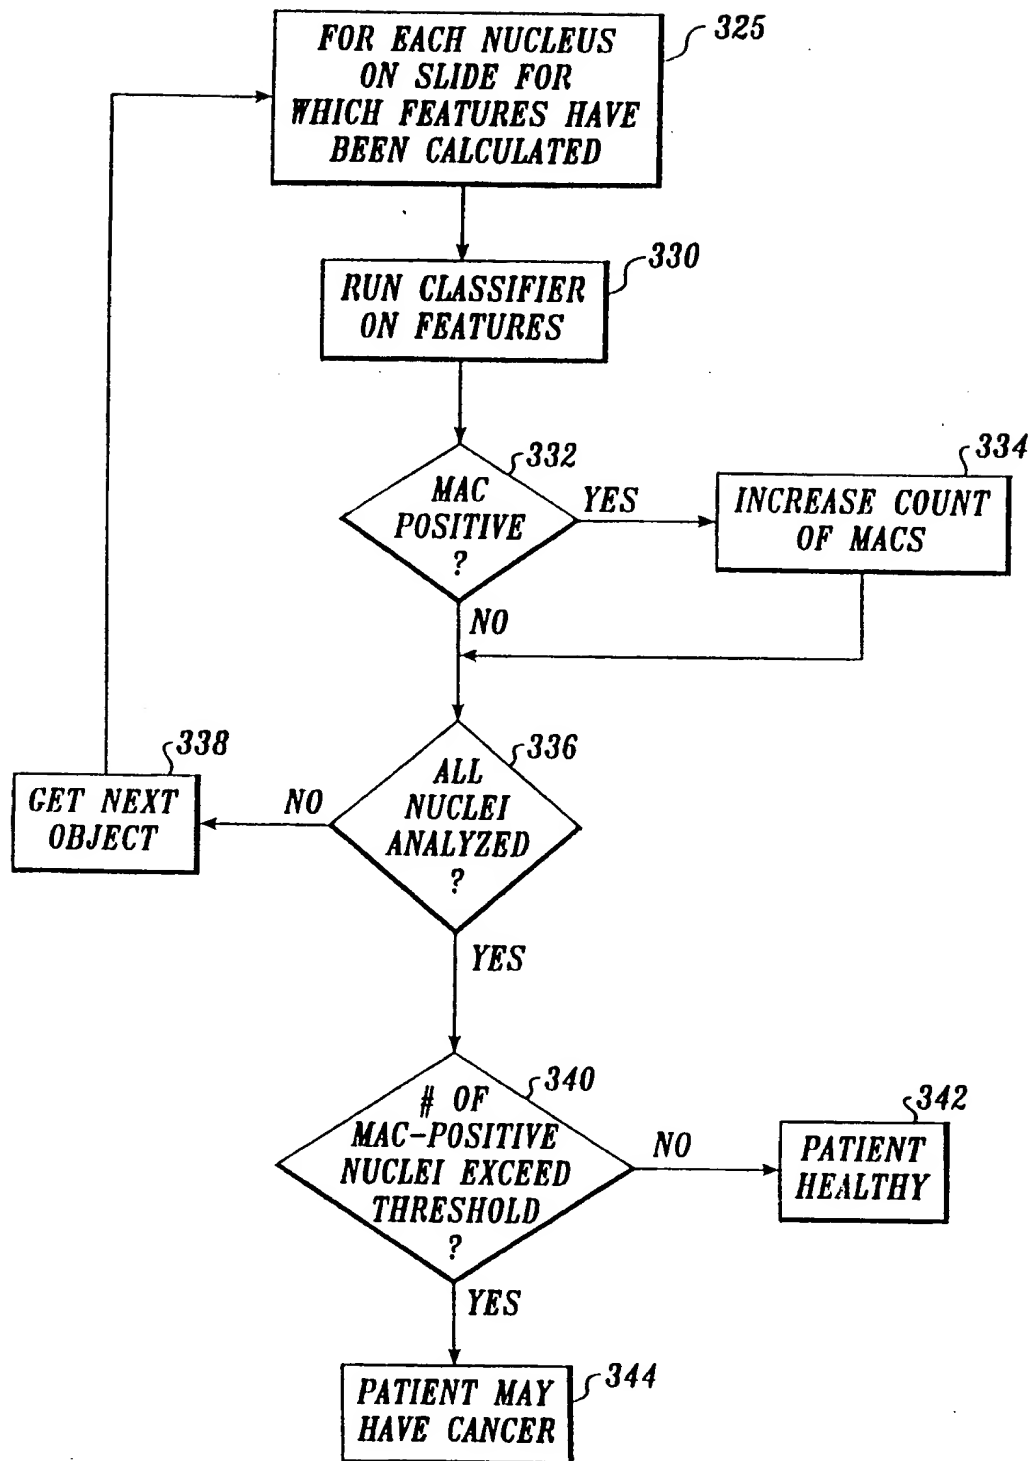 FOR EACH NUCLEUS
ON SLIDE FOR
WHICH FEATURES HAVE
BEEN CALCULATED
325
RUN CLASSIFIER
ON FEATURES
330
MAC
POSITIVE
?
332
YES
INCREASE COUNT
OF MACS
334
NO
ALL
NUCLEI
ANALYZED
?
336
NO
GET NEXT
OBJECT
338
YES
# OF
MAC-POSITIVE
NUCLEI EXCEED
THRESHOLD
?
340
NO
PATIENT
HEALTHY
342
YES
PATIENT MAY
HAVE CANCER
344